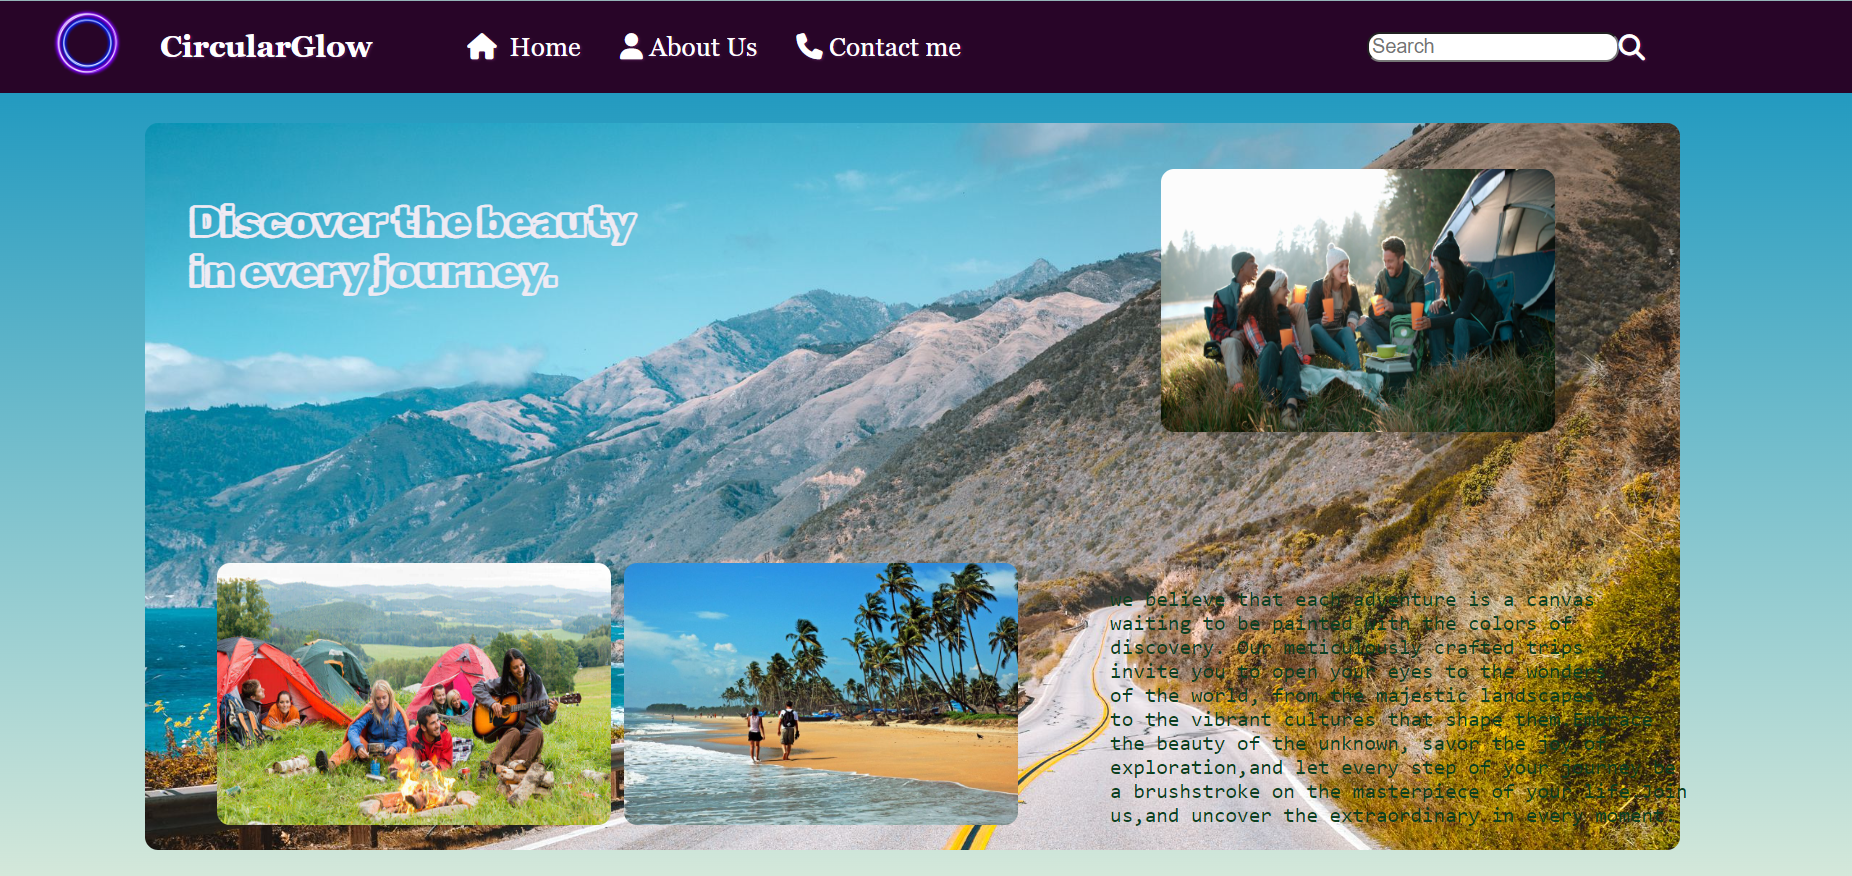 CircularGlow
Home
About Us
Contact me
Search
Discover the beauty
in every journey.
We believe that each adventure is a canvas
waiting to be painted with the colors of
discovery. Our meticulously crafted trips
invite you to open your eyes to the wonders
of the world, from the majestic landscapes
to the vibrant cultures that shape them.Embrace
the beauty of the unknown, savor the joy of
exploration,and let every step of your journey be
a brushstroke on the masterpiece of your life.Join
us,and uncover the extraordinary in every moment.